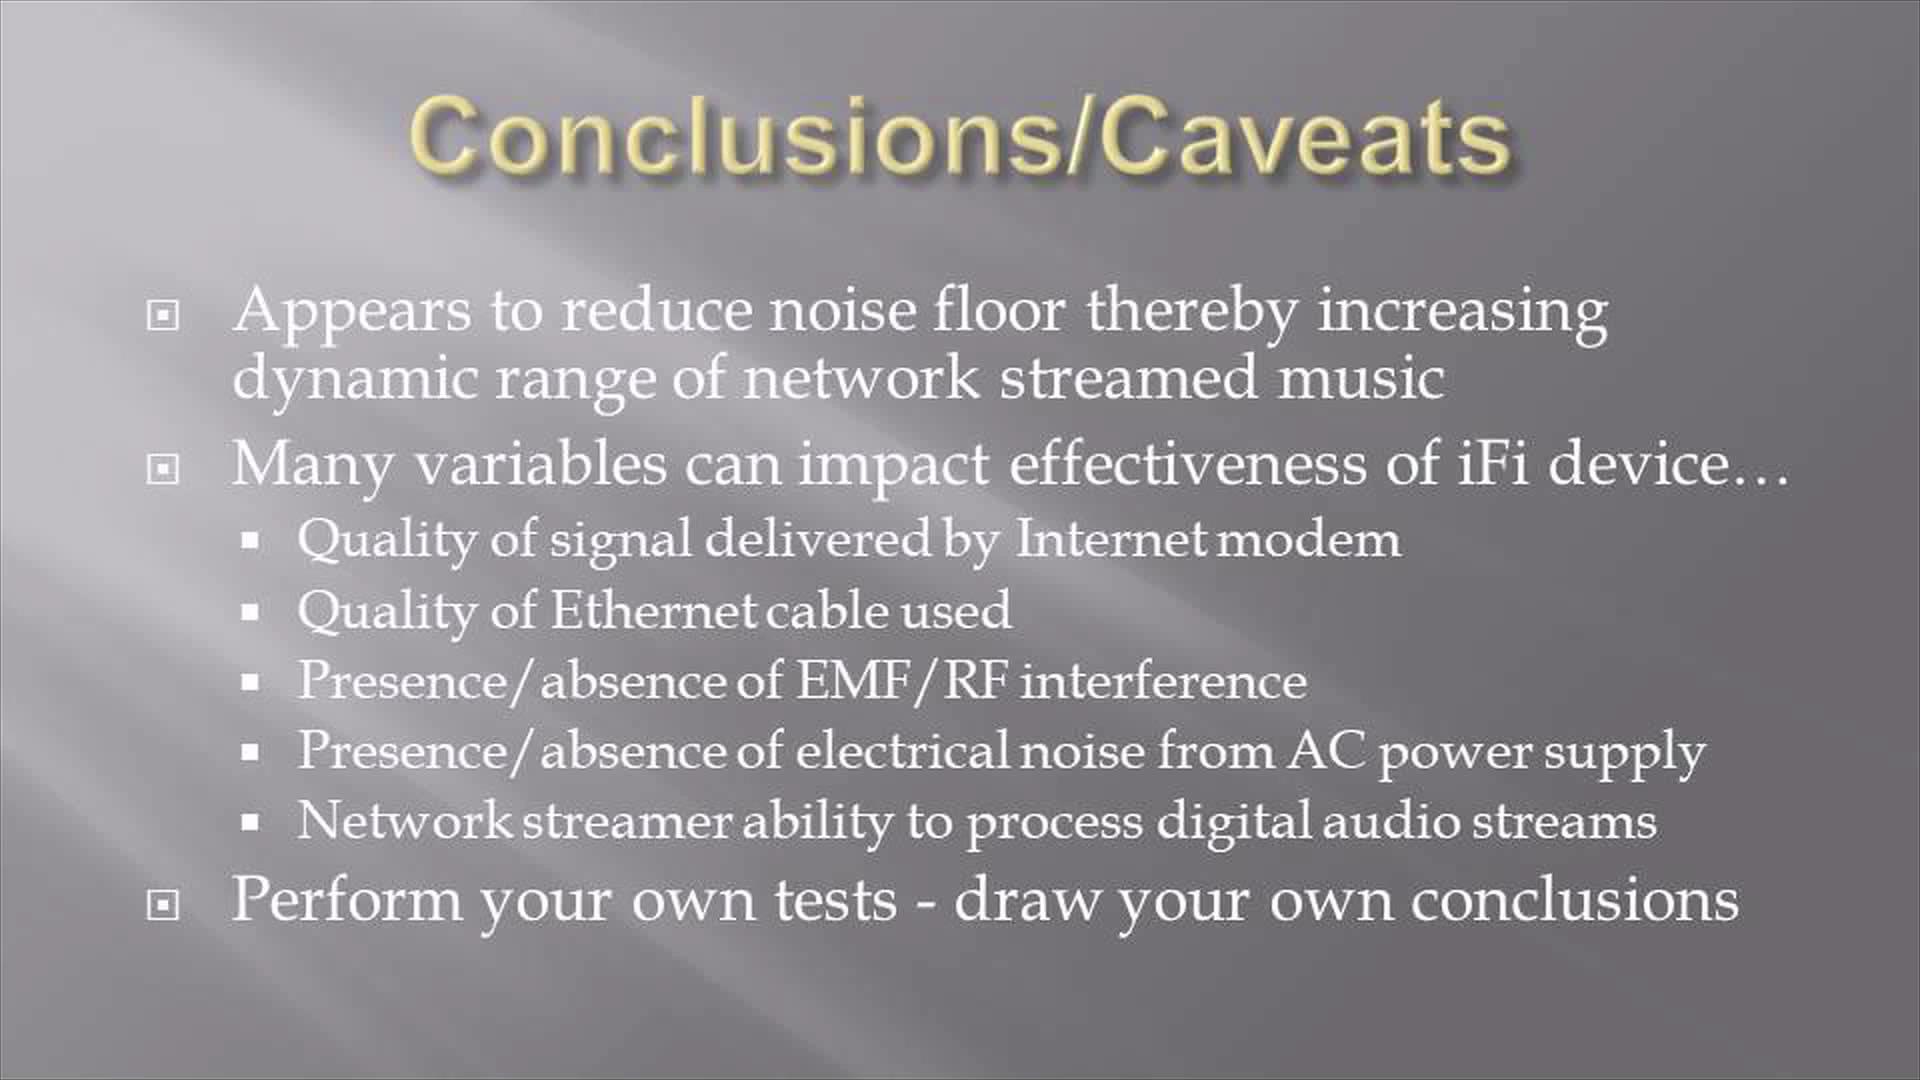 Conclusions/Caveats
Appears to reduce noise floor thereby increasing
dynamic range of network streamed music
Many variables can impact effectiveness of iFi device...
Quality of signal delivered by Internet modem
Quality of Ethernet cable used
Presence/absence of EMF/RF interference
Presence/absence of electrical noise from AC power supply
Network streamer ability to process digital audio streams
Perform your own tests - draw your own conclusions